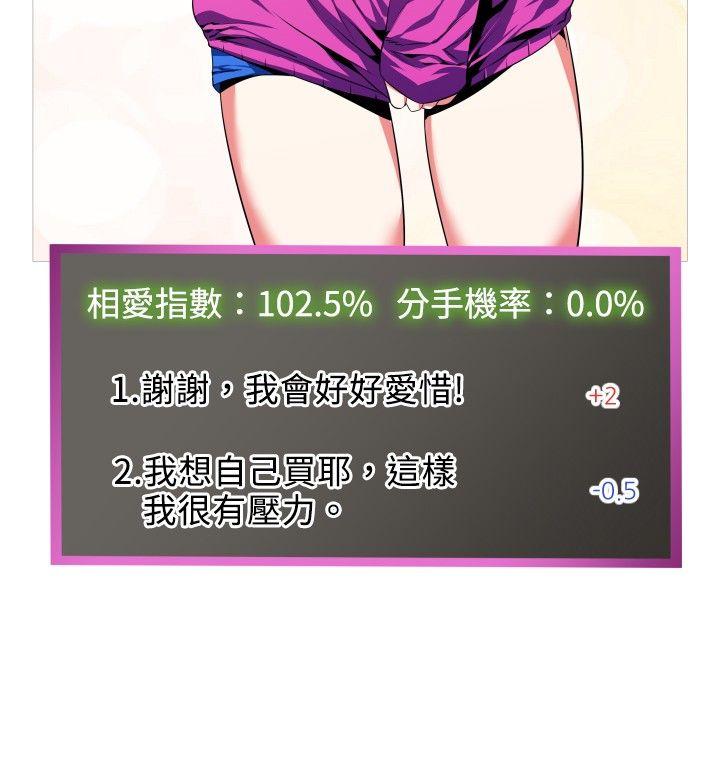 相愛指數：102.5% 分手機率：0.0%
1.謝謝，我會好好愛惜! +2
2.我想自己買耶，這樣
我很有壓力。 -0.5